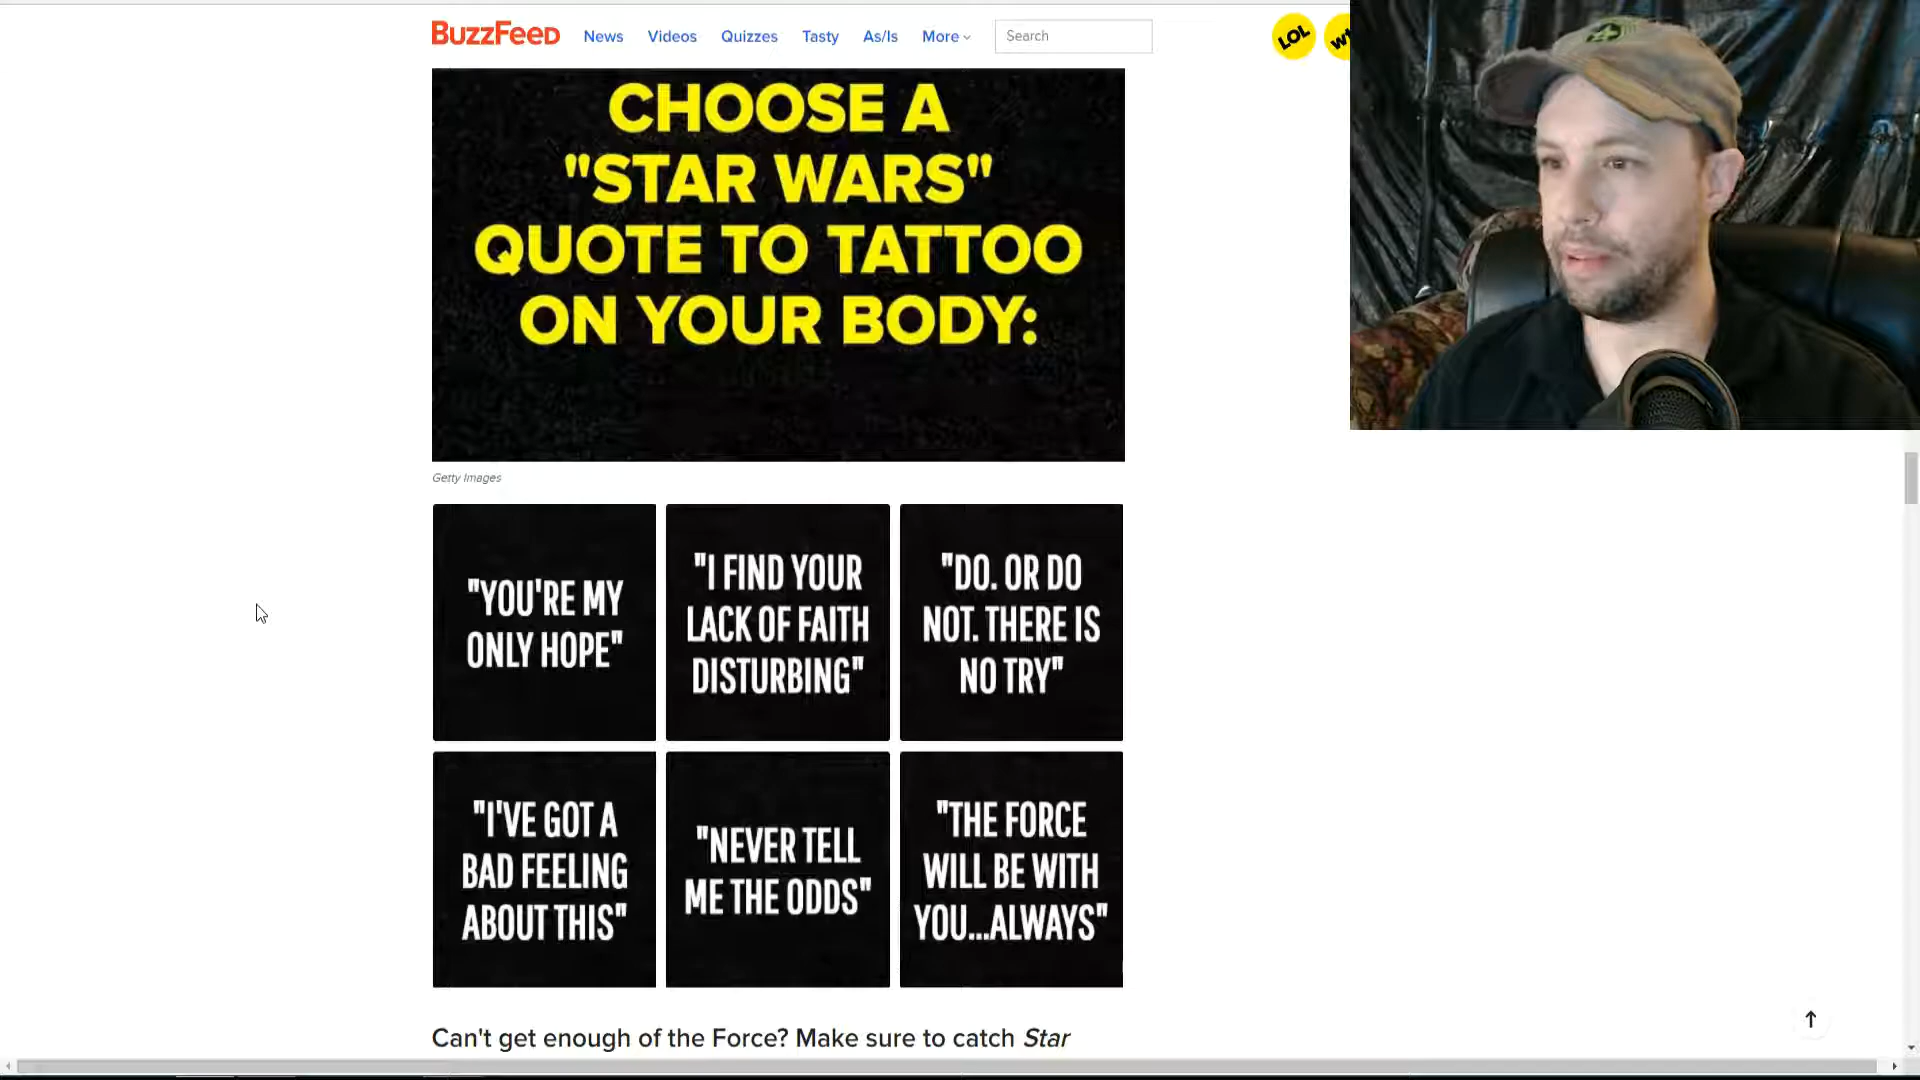 BuzzFeed News Videos Quizzes Tasty As/Is More Search LOL
CHOOSE A
"STAR WARS"
QUOTE TO TATTOO
ON YOUR BODY:
Getty Images
"YOU'RE MY
ONLY HOPE"
"I FIND YOUR
LACK OF FAITH
DISTURBING"
"DO. OR DO
NOT. THERE IS
NO TRY"
"I'VE GOT A
BAD FEELING
ABOUT THIS"
"NEVER TELL
ME THE ODDS"
"THE FORCE
WILL BE WITH
YOU...ALWAYS"
Can't get enough of the Force? Make sure to catch Star